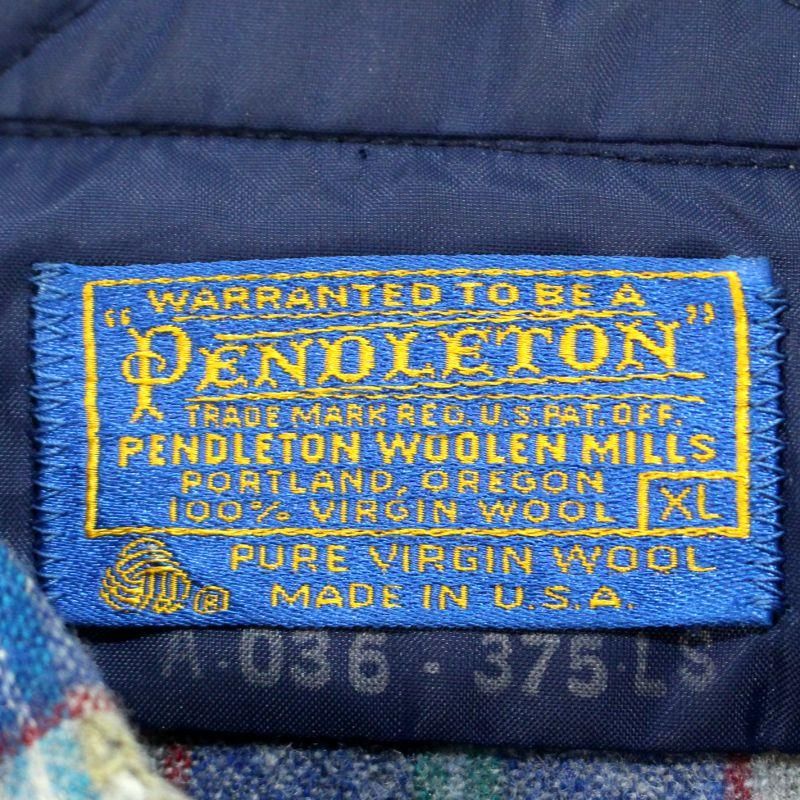 WARRANTED TO BE A
"PENDLETON"
TRADE MARK REG. U.S. PAT. OFF.
PENDLETON WOOLEN MILLS
PORTLAND, OREGON
100% VIRGIN WOOL
XL
PURE VIRGIN WOOL
® MADE IN U.S.A.
036 · 375·LS